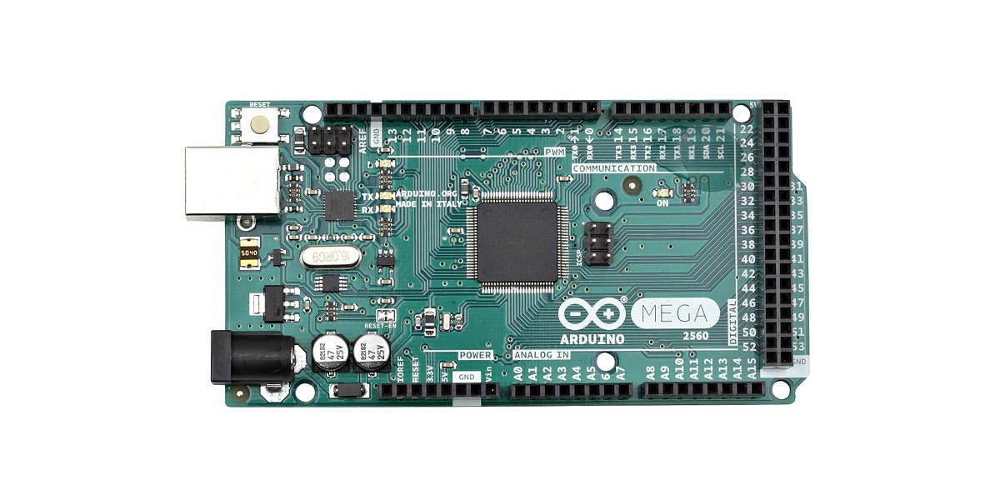 RESET
5V
AREF
GND
13
12
11
10
9
8
7
6
5
4
3
2
TX0→1
RX0←0
TX3 14
RX3 15
TX2 16
RX2 17
TX1 18
RX1 19
SDA 20
SCL 21
PWM
COMMUNICATION
L
TX
RX
ARDUINO.ORG
MADE IN ITALY
ON
22
24
26
28
30 31
32 33
34 35
36 37
38 39
40 41
42 43
44 45
46 47
48 49
50 51
52 53
GND
ICSP
5040
16.0RG9
RESET-EN
ARDUINO
®
MEGA
2560
DIGITAL
82182
47
25V
82182
47
25V
POWER
ANALOG IN
IOREF
RESET
3.3V
5V
GND
Vin
A0
A1
A2
A3
A4
A5
6
A7
A8
A9
A10
A11
A12
A13
A14
A15